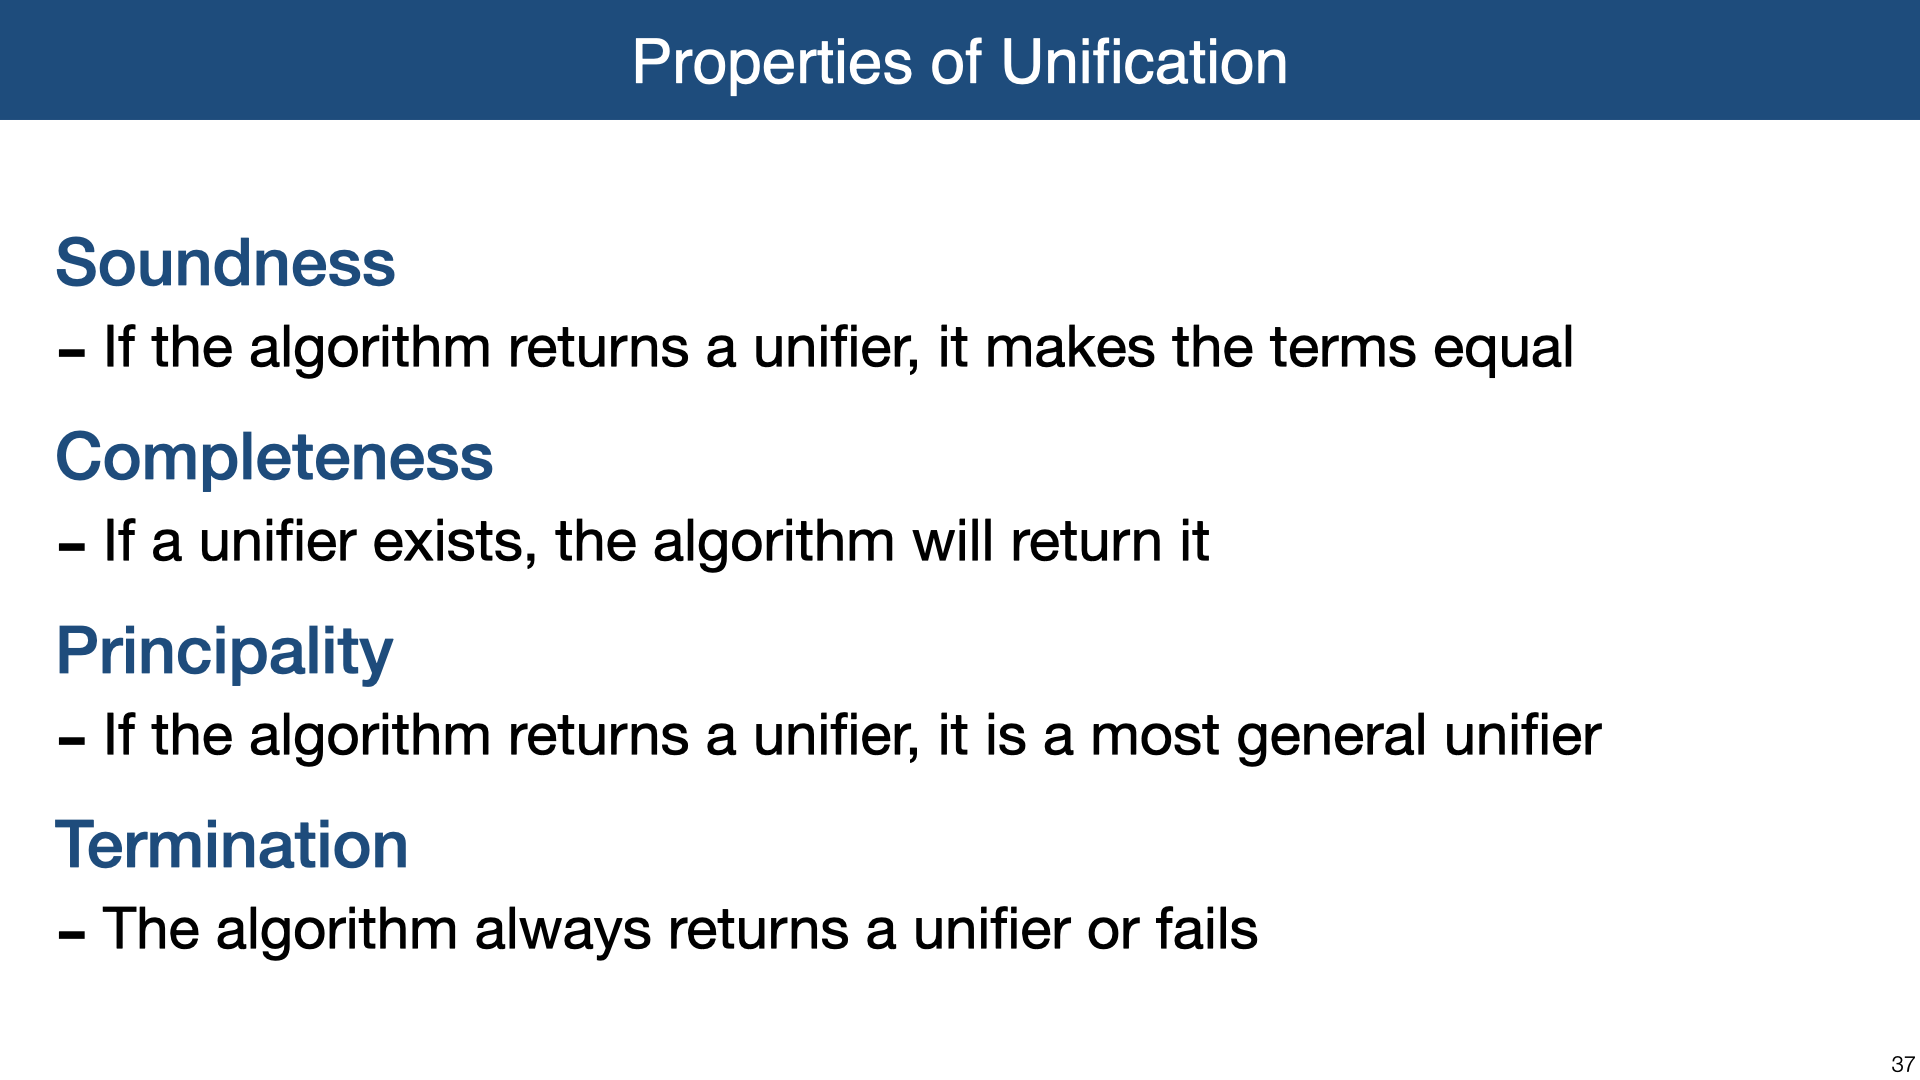 Properties of Unification
Soundness
- If the algorithm returns a unifier, it makes the terms equal
Completeness
- If a unifier exists, the algorithm will return it
Principality
- If the algorithm returns a unifier, it is a most general unifier
Termination
- The algorithm always returns a unifier or fails
37